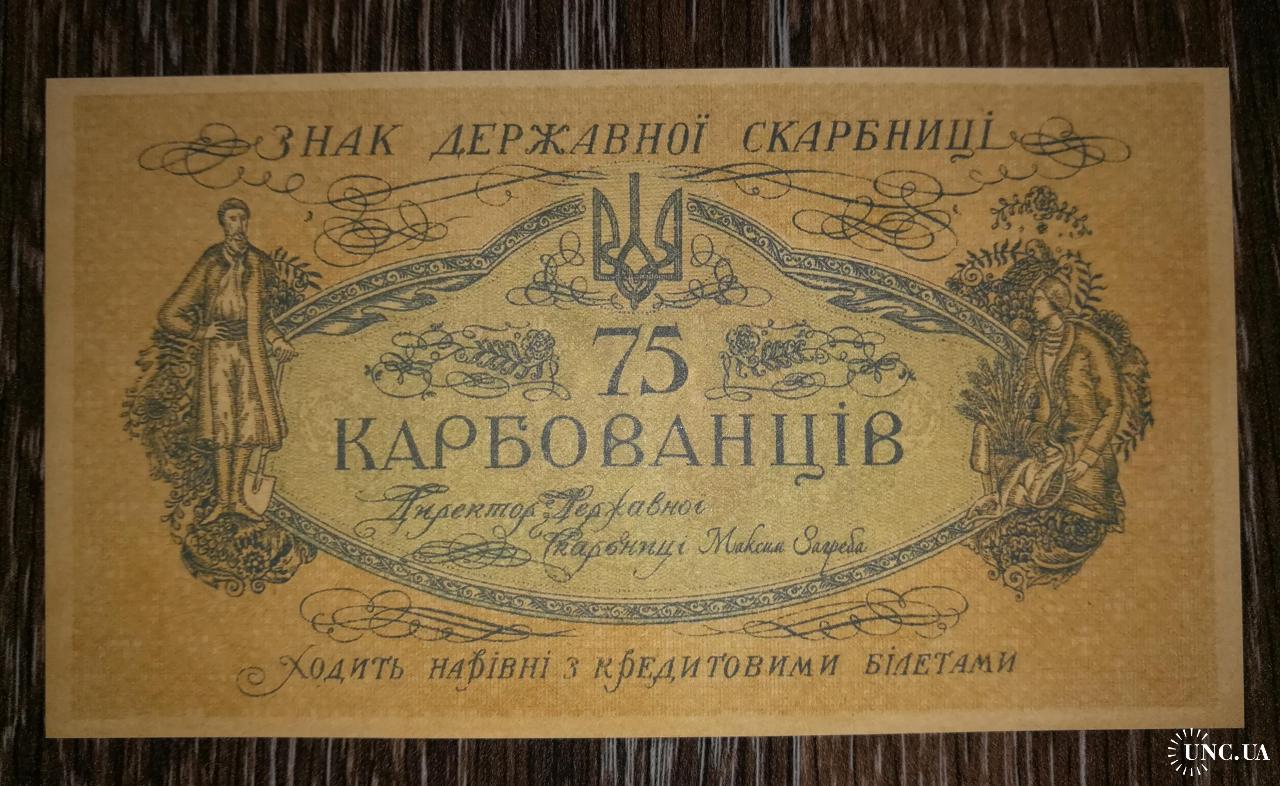 ЗНАК ДЕРЖАВНОЇ СКАРБНИЦІ
75
КАРБОВАНЦІВ
Директор Державної
Скарбниці Максим Загреба
ХОДИТЬ НАРІВНІ З КРЕДИТОВИМИ БІЛЕТАМИ
UNC.UA